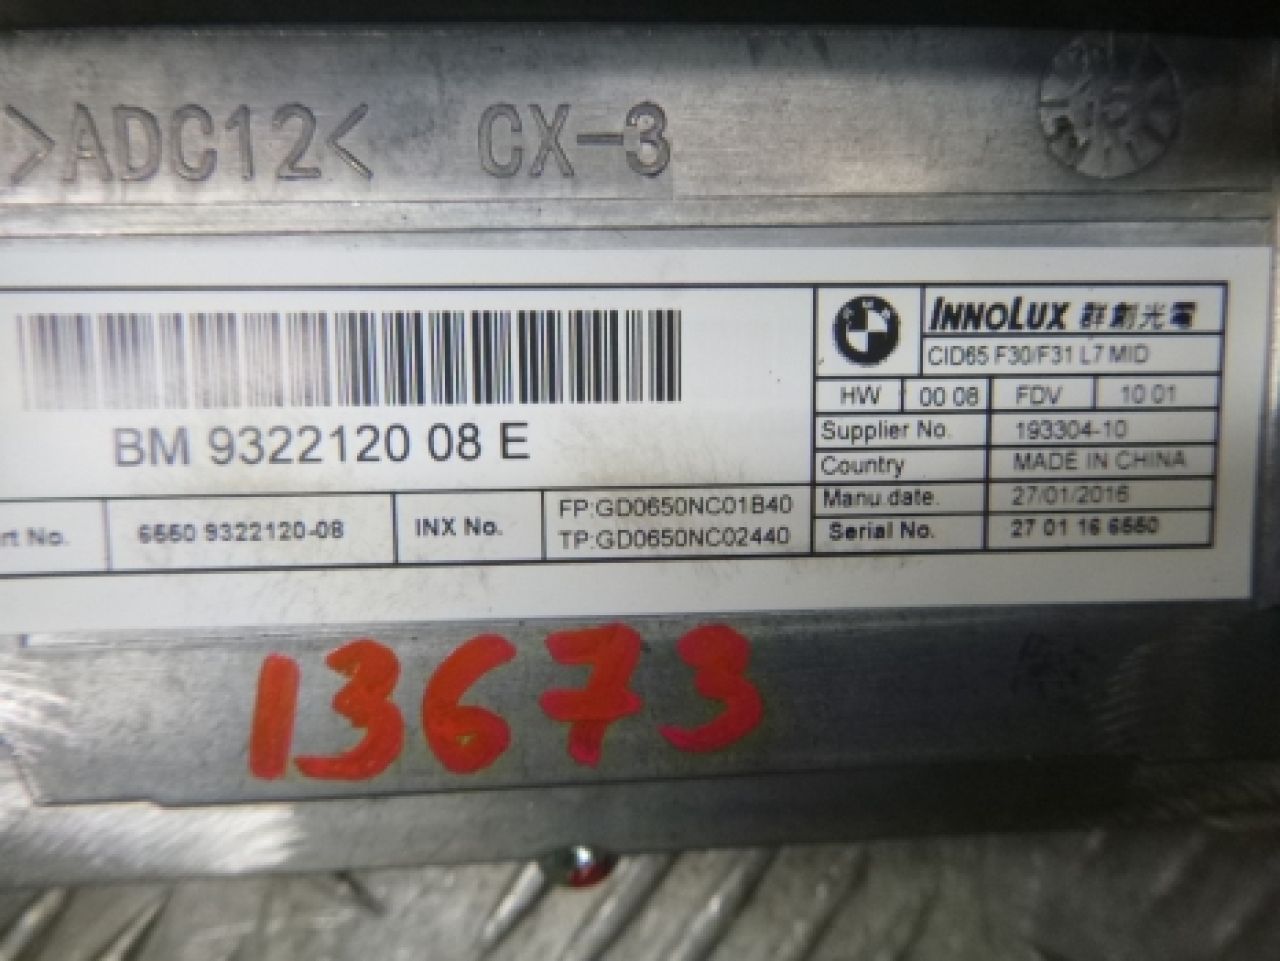 >ADC12< CX-3
BM 9322120 08 E
INNOLUX 群創光電
CID65 F30/F31 L7 MID
HW 00 08 FDV 10 01
Supplier No. 193304-10
Country MADE IN CHINA
Manu date. 27/01/2016
Serial No. 27 01 16 6550
rt No. 6550 9322120-08 INX No. FP:GD0650NC01B40
TP:GD0650NC02440
13673